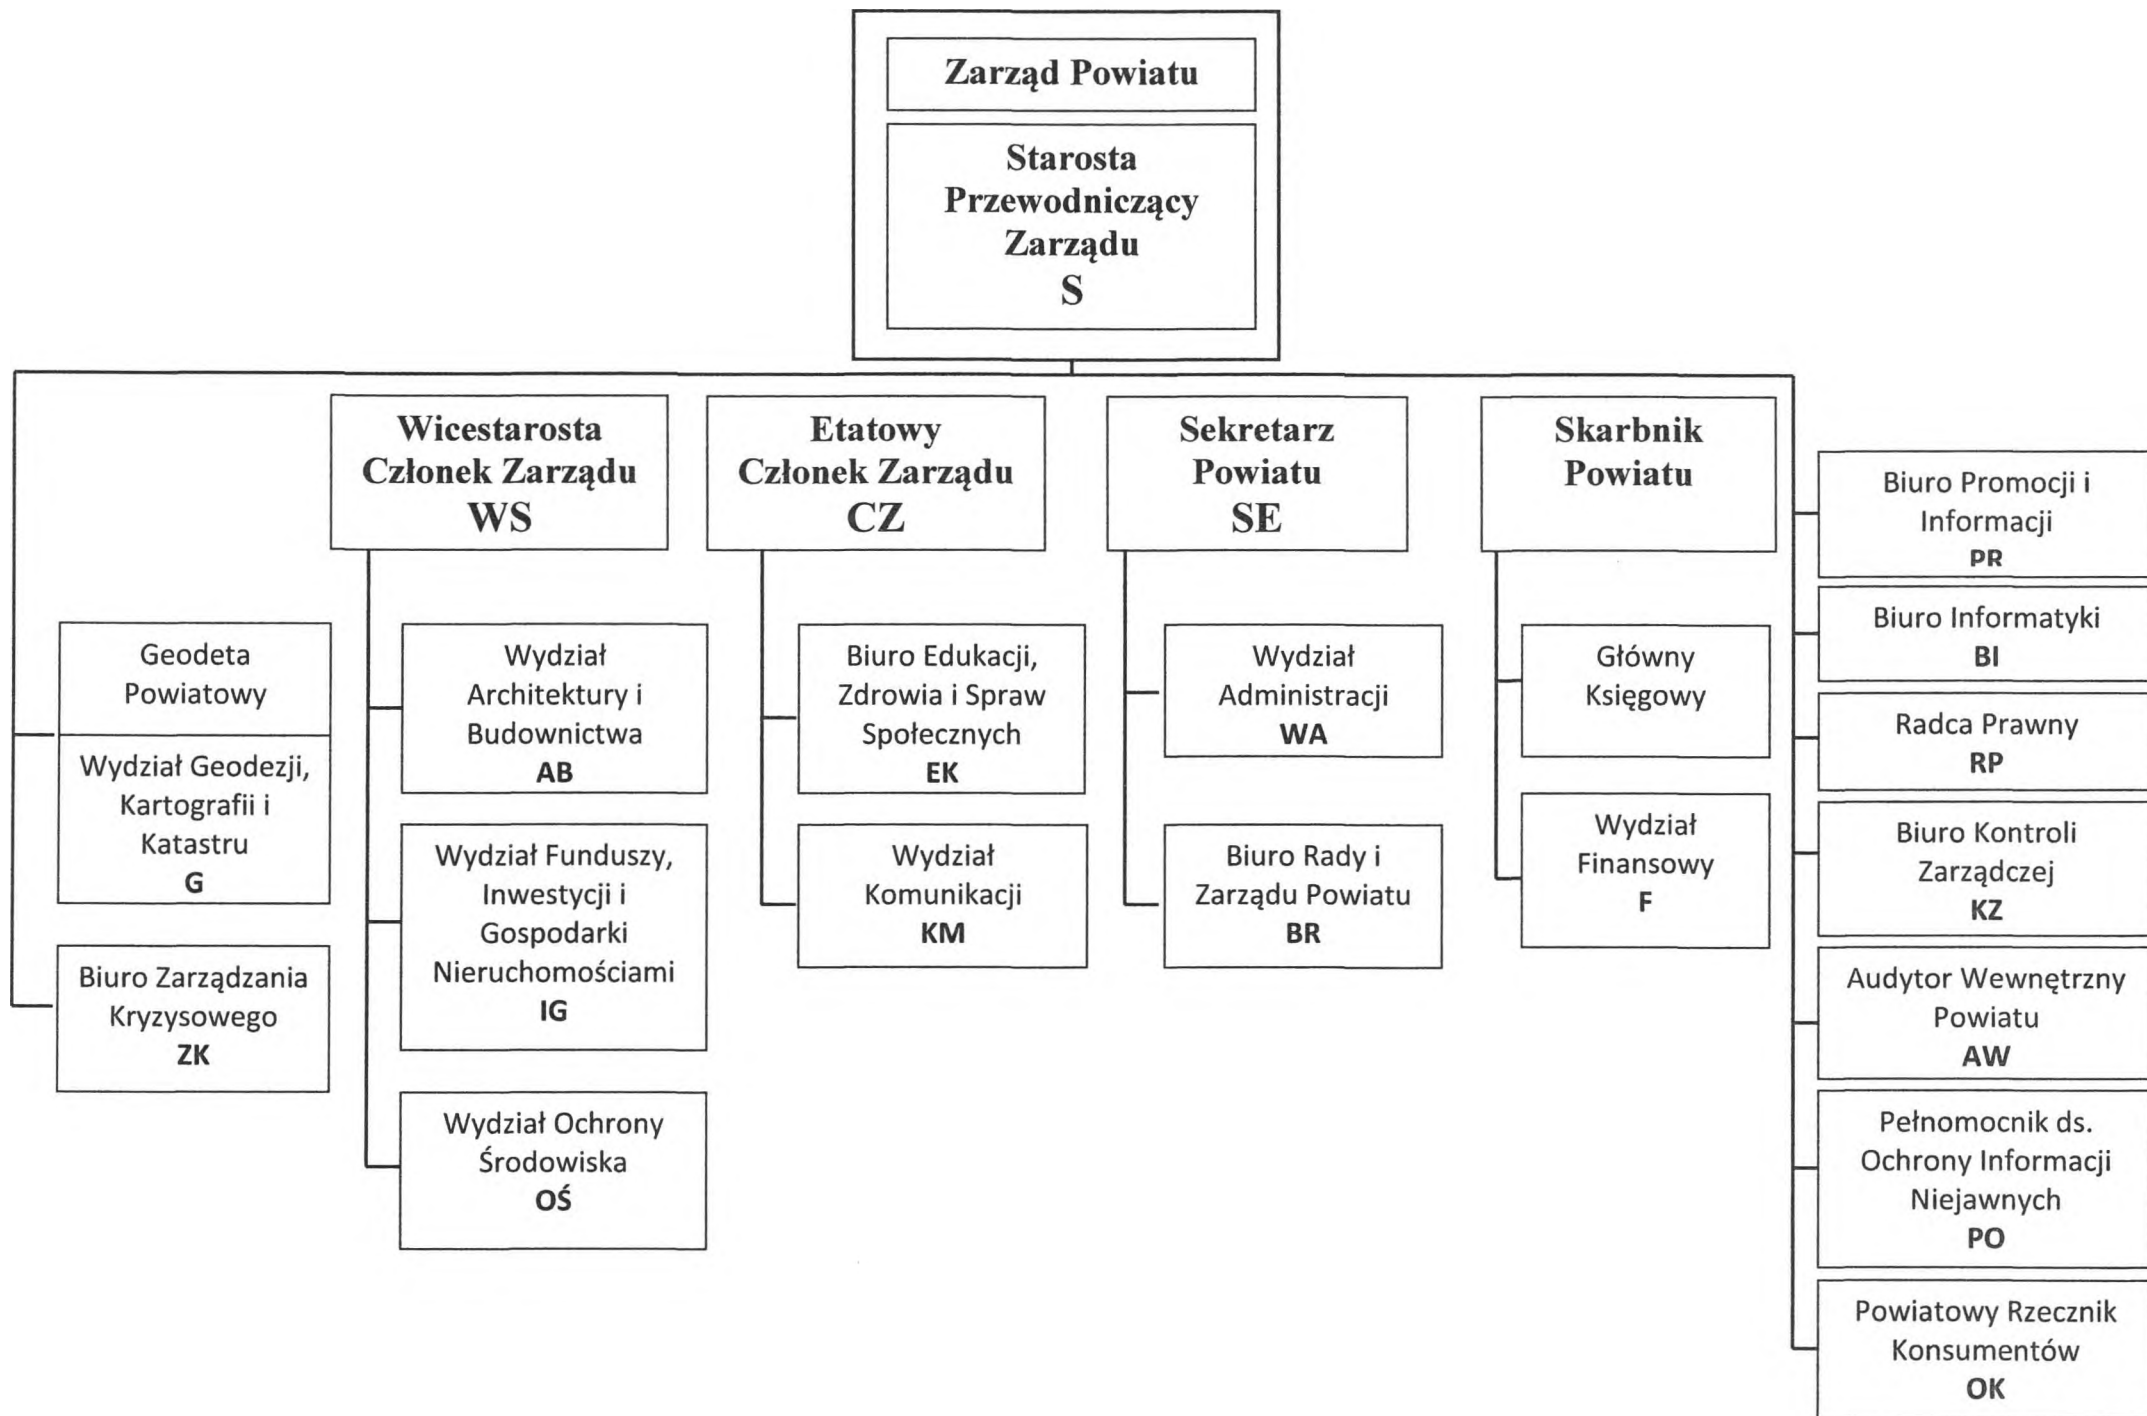 Zarząd Powiatu
Starosta
Przewodniczący
Zarządu
S
Wicestarosta
Członek Zarządu
WS
Etatowy
Członek Zarządu
CZ
Sekretarz
Powiatu
SE
Skarbnik
Powiatu
Geodeta
Powiatowy
Wydział Geodezji,
Kartografii i
Katastru
G
Biuro Zarządzania
Kryzysowego
ZK
Wydział
Architektury i
Budownictwa
AB
Wydział Funduszy,
Inwestycji i
Gospodarki
Nieruchomościami
IG
Wydział Ochrony
Środowiska
OŚ
Biuro Edukacji,
Zdrowia i Spraw
Społecznych
EK
Wydział
Komunikacji
KM
Wydział
Administracji
WA
Biuro Rady i
Zarządu Powiatu
BR
Główny
Księgowy
Wydział
Finansowy
F
Biuro Promocji i
Informacji
PR
Biuro Informatyki
BI
Radca Prawny
RP
Biuro Kontroli
Zarządczej
KZ
Audytor Wewnętrzny
Powiatu
AW
Pełnomocnik ds.
Ochrony Informacji
Niejawnych
PO
Powiatowy Rzecznik
Konsumentów
OK